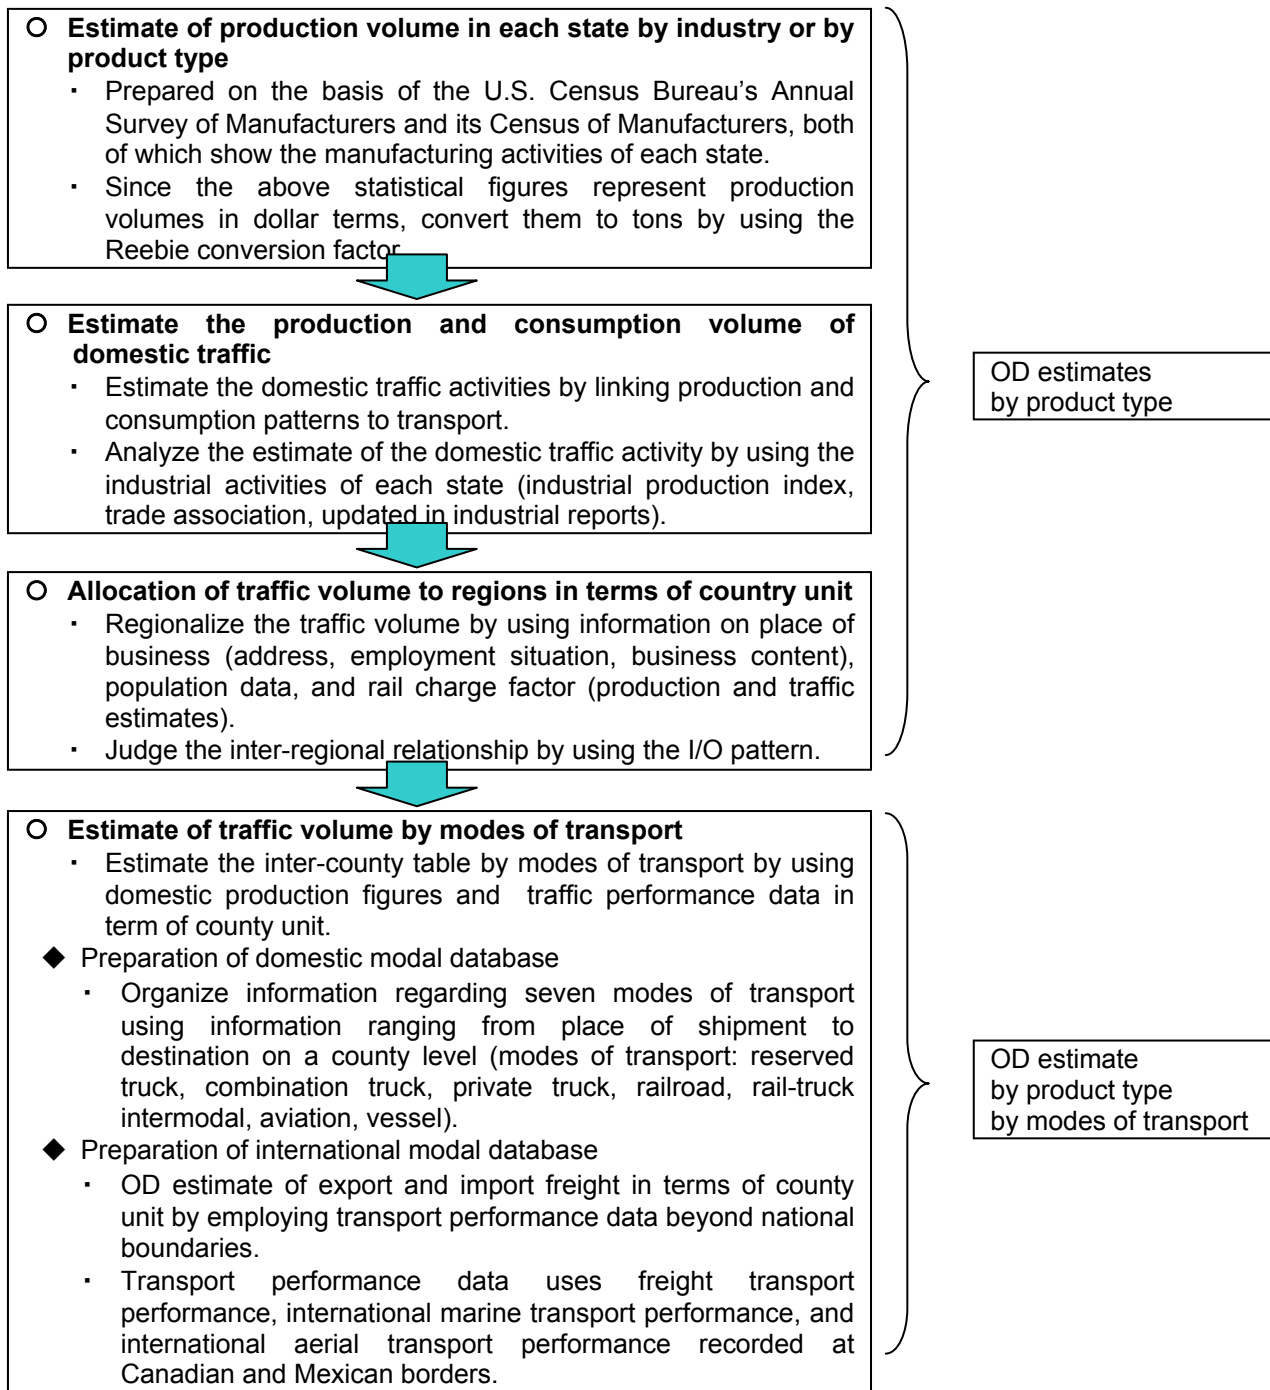 ○ Estimate of production volume in each state by industry or by
product type
・ Prepared on the basis of the U.S. Census Bureau's Annual
Survey of Manufacturers and its Census of Manufacturers, both
of which show the manufacturing activities of each state.
・ Since the above statistical figures represent production
volumes in dollar terms, convert them to tons by using the
Reebie conversion factor.
○ Estimate the production and consumption volume of
domestic traffic
・ Estimate the domestic traffic activities by linking production and
consumption patterns to transport.
・ Analyze the estimate of the domestic traffic activity by using the
industrial activities of each state (industrial production index,
trade association, updated in industrial reports).
OD estimates
by product type
○ Allocation of traffic volume to regions in terms of country unit
・ Regionalize the traffic volume by using information on place of
business (address, employment situation, business content),
population data, and rail charge factor (production and traffic
estimates).
・ Judge the inter-regional relationship by using the I/O pattern.
○ Estimate of traffic volume by modes of transport
・ Estimate the inter-county table by modes of transport by using
domestic production figures and traffic performance data in
term of county unit.
◆ Preparation of domestic modal database
・ Organize information regarding seven modes of transport
using information ranging from place of shipment to
destination on a county level (modes of transport: reserved
truck, combination truck, private truck, railroad, rail-truck
intermodal, aviation, vessel).
◆ Preparation of international modal database
・ OD estimate of export and import freight in terms of county
unit by employing transport performance data beyond national
boundaries.
・ Transport performance data uses freight transport
performance, international marine transport performance, and
international aerial transport performance recorded at
Canadian and Mexican borders.
OD estimate
by product type
by modes of transport